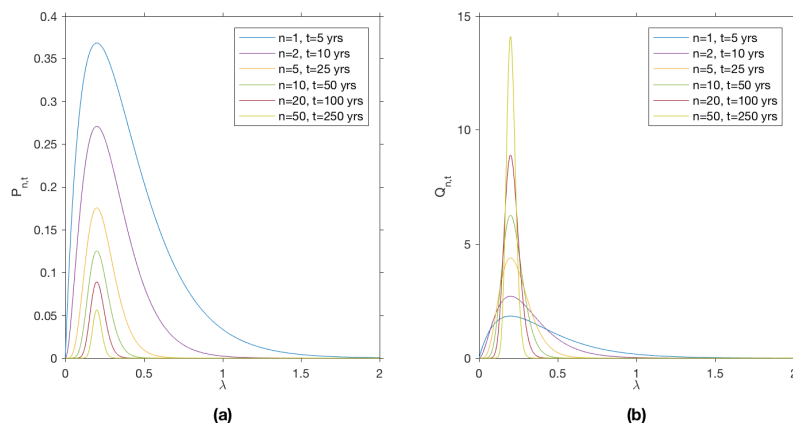 0.4
0.35
0.3
0.25
0.2
0.15
0.1
0.05
0
P n,t
0 0.5 1 1.5 2
λ
n=1, t=5 yrs
n=2, t=10 yrs
n=5, t=25 yrs
n=10, t=50 yrs
n=20, t=100 yrs
n=50, t=250 yrs
(a)
15
10
5
0
Q n,t
0 0.5 1 1.5 2
λ
n=1, t=5 yrs
n=2, t=10 yrs
n=5, t=25 yrs
n=10, t=50 yrs
n=20, t=100 yrs
n=50, t=250 yrs
(b)